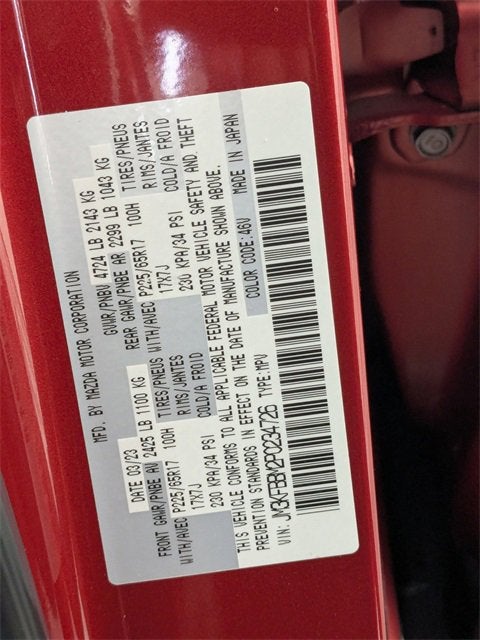 MFD. BY MAZDA MOTOR CORPORATION
DATE 03/23 GVWR/PNBV 4724 LB 2143 KG
FRONT GAWR/PNBE AV 2425 LB 1100 KG REAR GAWR/PNBE AR 2299 LB 1043 KG
TIRES/PNEUS TIRES/PNEUS
WITH/AVEC P225/65R17 100H RIMS/JANTES WITH/AVEC P225/65R17 100H RIMS/JANTES
17X7J COLD/A FROID 17X7J COLD/A FROID
230 KPA/34 PSI 230 KPA/34 PSI
THIS VEHICLE CONFORMS TO ALL APPLICABLE FEDERAL MOTOR VEHICLE SAFETY AND THEFT
PREVENTION STANDARDS IN EFFECT ON THE DATE OF MANUFACTURE SHOWN ABOVE.
COLOR CODE:46V MADE IN JAPAN
VIN: JM3KFBBM2P0234726 TYPE:MPV